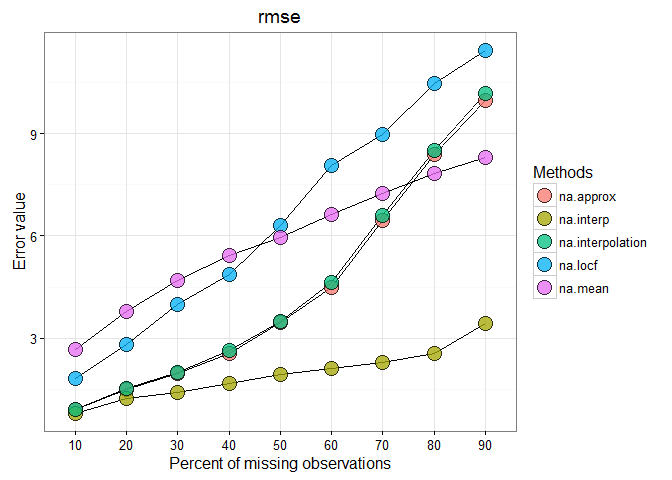 rmse
Error value
9
6
3
10 20 30 40 50 60 70 80 90
Percent of missing observations
Methods
na.approx
na.interp
na.interpolation
na.locf
na.mean